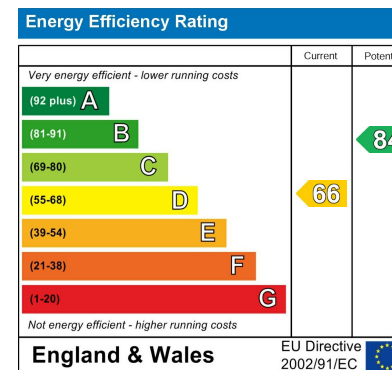 Energy Efficiency Rating
Current Potent
Very energy efficient - lower running costs
(92 plus) A
(81-91) B
84
(69-80) C
(55-68) D
66
(39-54) E
(21-38) F
(1-20) G
Not energy efficient - higher running costs
England & Wales
EU Directive
2002/91/EC